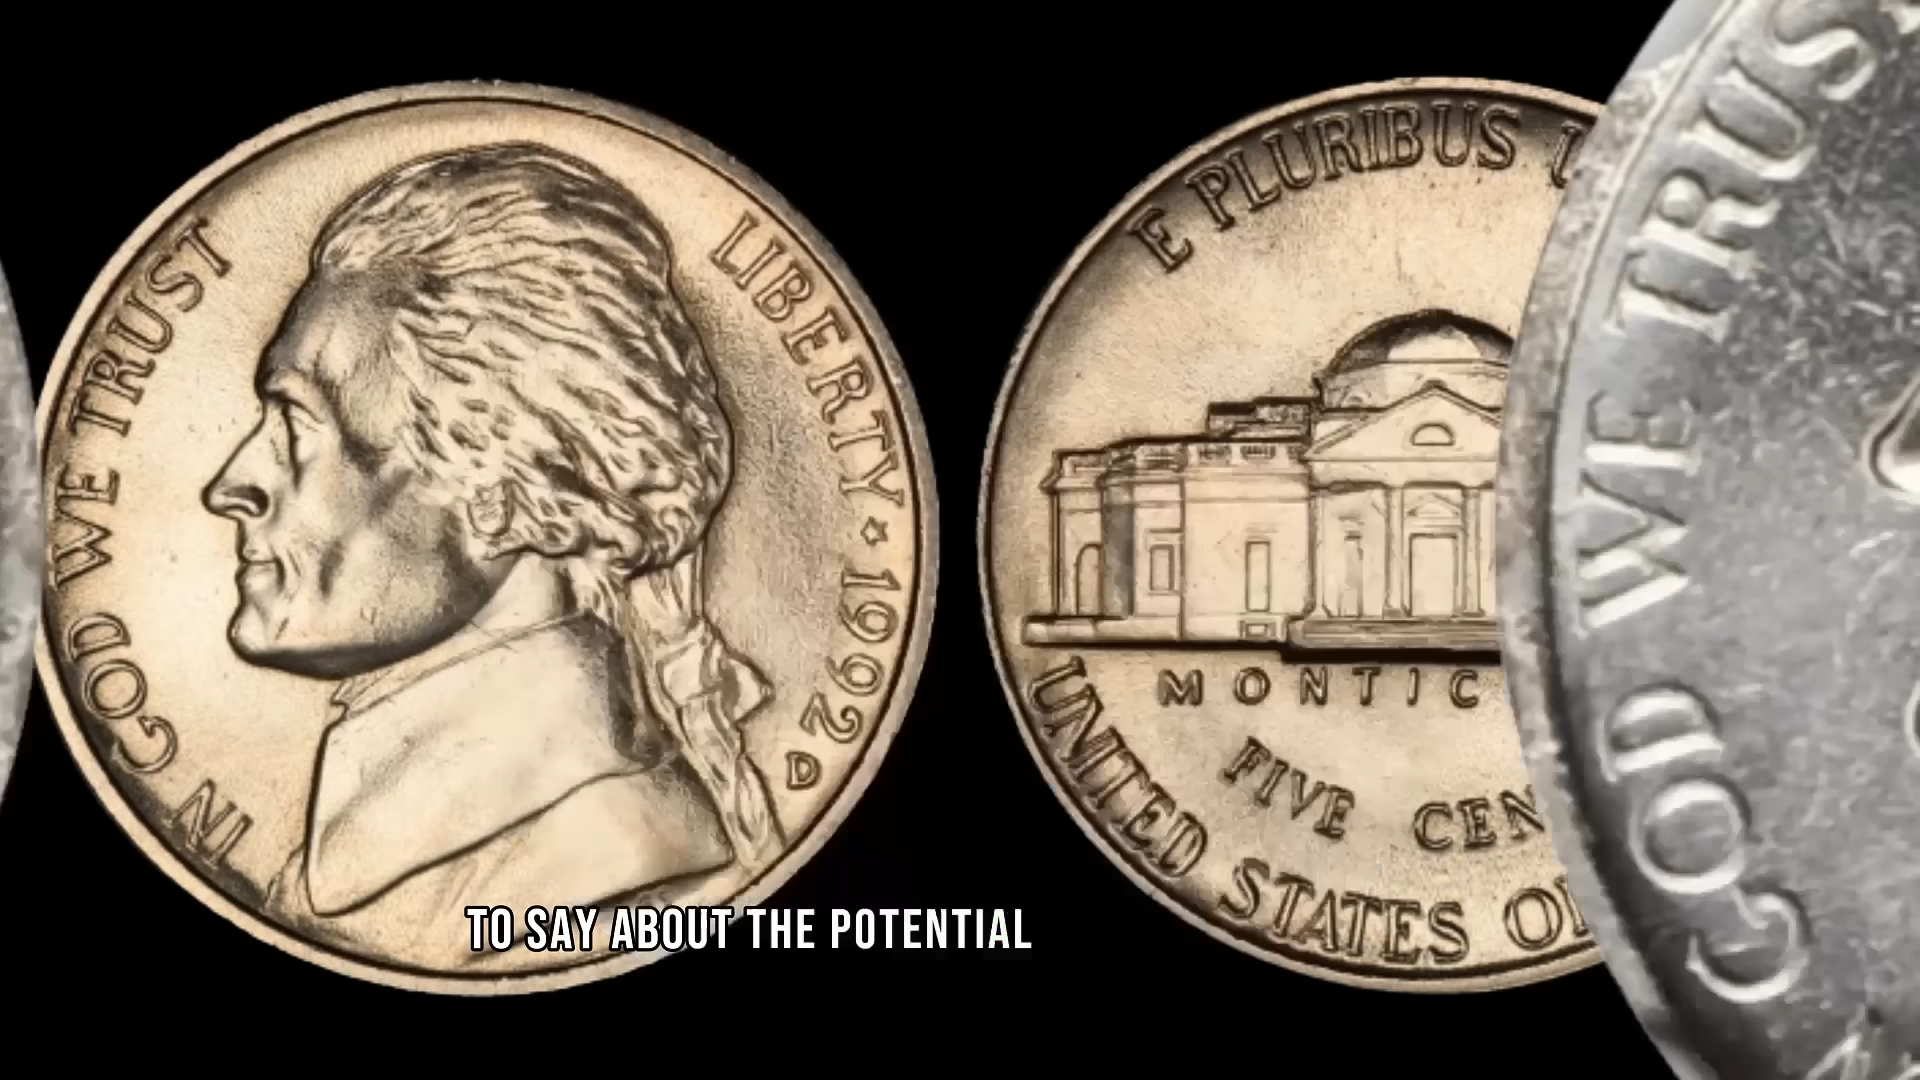 IN GOD WE TRUST
LIBERTY ★ 1992
D
E PLURIBUS U
MONTIC
FIVE CEN
UNITED STATES O
GOD WE TRUS
TO SAY ABOUT THE POTENTIAL